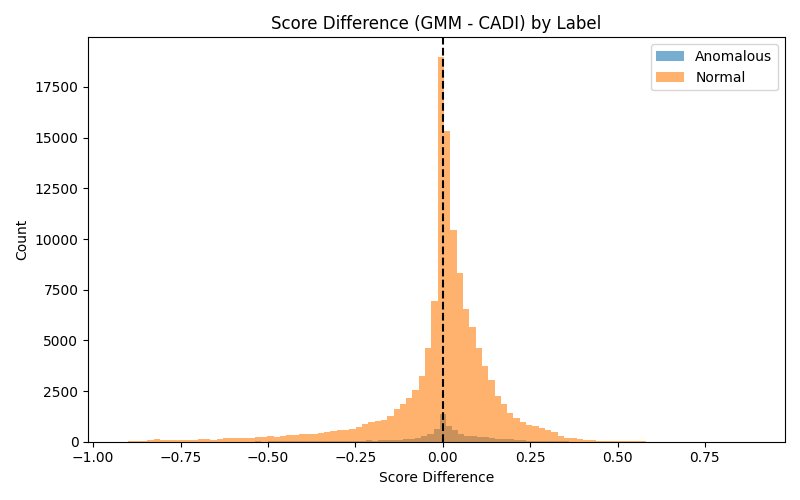 Score Difference (GMM - CADI) by Label
Anomalous
Normal
Count
17500
15000
12500
10000
7500
5000
2500
0
−1.00 −0.75 −0.50 −0.25 0.00 0.25 0.50 0.75
Score Difference